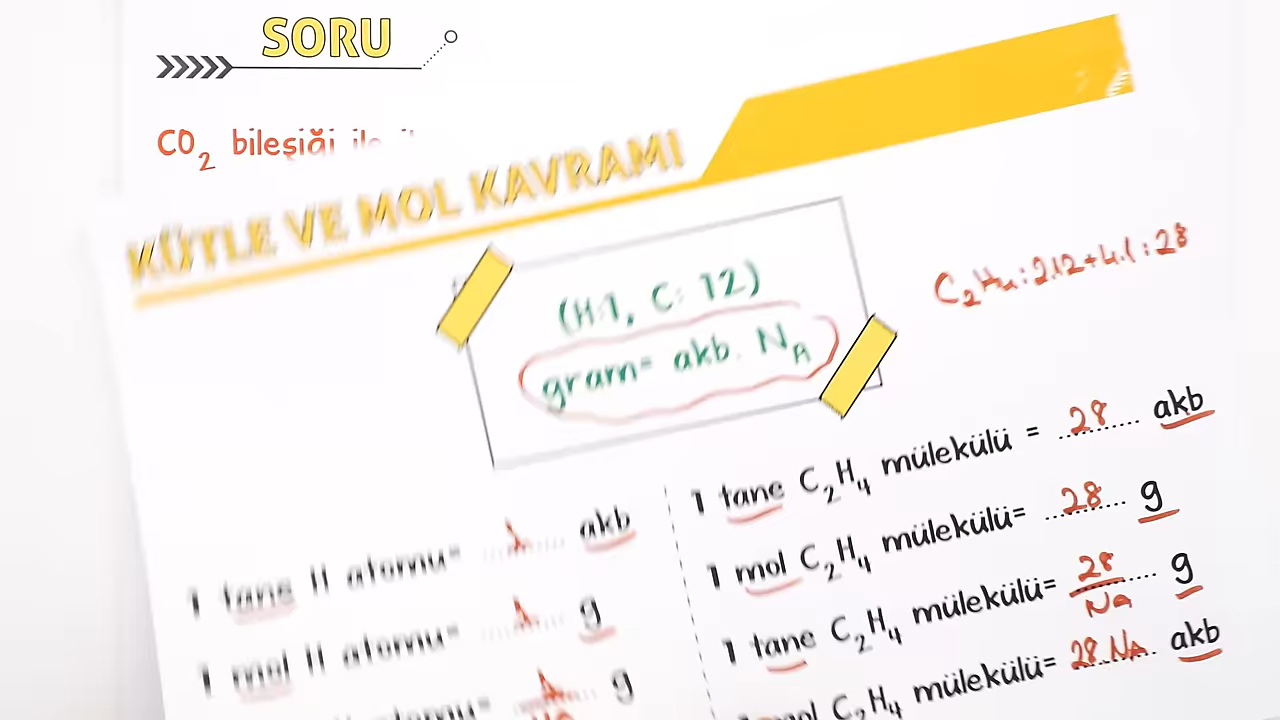 SORU
CO2 bileşiği ile
KÜTLE VE MOL KAVRAMI
(H:1, C: 12)
gram= akb. NA
C2H4:2.12+4.1:28
1 tane H atomu= 1 akb
1 mol H atomu= 1 g
g
1 tane C2H4 mülekülü = 28 akb
1 mol C2H4 mülekülü= 28 g
1 tane C2H4 mülekülü= 28/NA g
mol C2H4 mülekülü= 28.NA akb